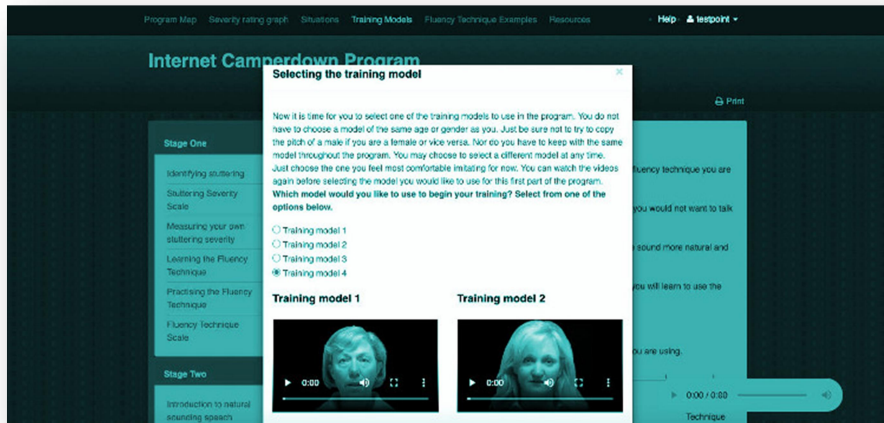 Program Map Severity rating graph Situations Training Models Fluency Technique Examples Resources Help testpoint
Internet Camperdown Program
Print
Selecting the training model ×
Now it is time for you to select one of the training models to use in the program. You do not
have to choose a model of the same age or gender as you. Just be sure not to try to copy
the pitch of a male if you are a female or vice versa. Nor do you have to keep with the same
model throughout the program. You may choose to select a different model at any time.
Just choose the one you feel most comfortable imitating for now. You can watch the videos
again before selecting the model you would like to use for this first part of the program.
Which model would you like to use to begin your training? Select from one of the
options below.
Training model 1
Training model 2
Training model 3
Training model 4
Training model 1
Training model 2
0:00
0:00
Stage One
Identifying stuttering
Stuttering Severity
Scale
Measuring your own
stuttering severity
Learning the Fluency
Technique
Practising the Fluency
Technique
Fluency Technique
Scale
Stage Two
Introduction to natural
sounding speech
fluency technique you are
you would not want to talk
sound more natural and
you will learn to use the
you are using.
0:00 / 0:00
Technique